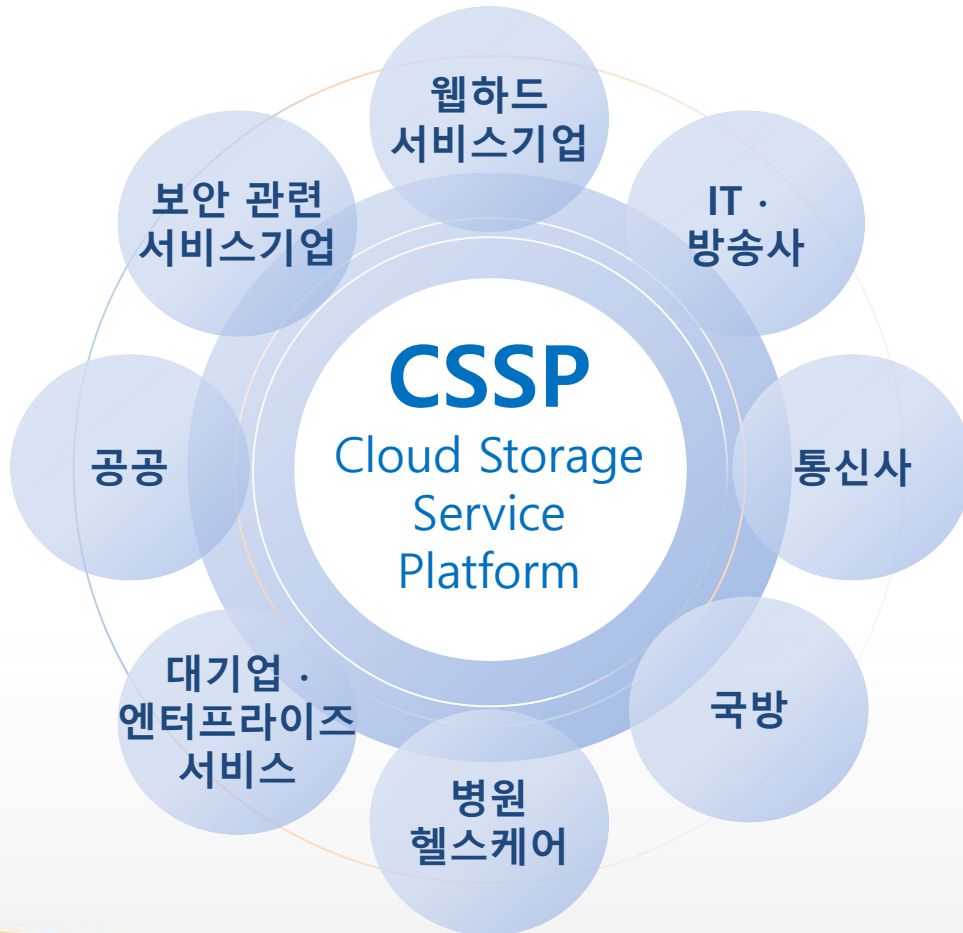 웹하드
서비스기업
보안 관련
서비스기업
IT ·
방송사
CSSP
Cloud Storage
Service
Platform
공공
통신사
대기업 ·
엔터프라이즈
서비스
국방
병원
헬스케어